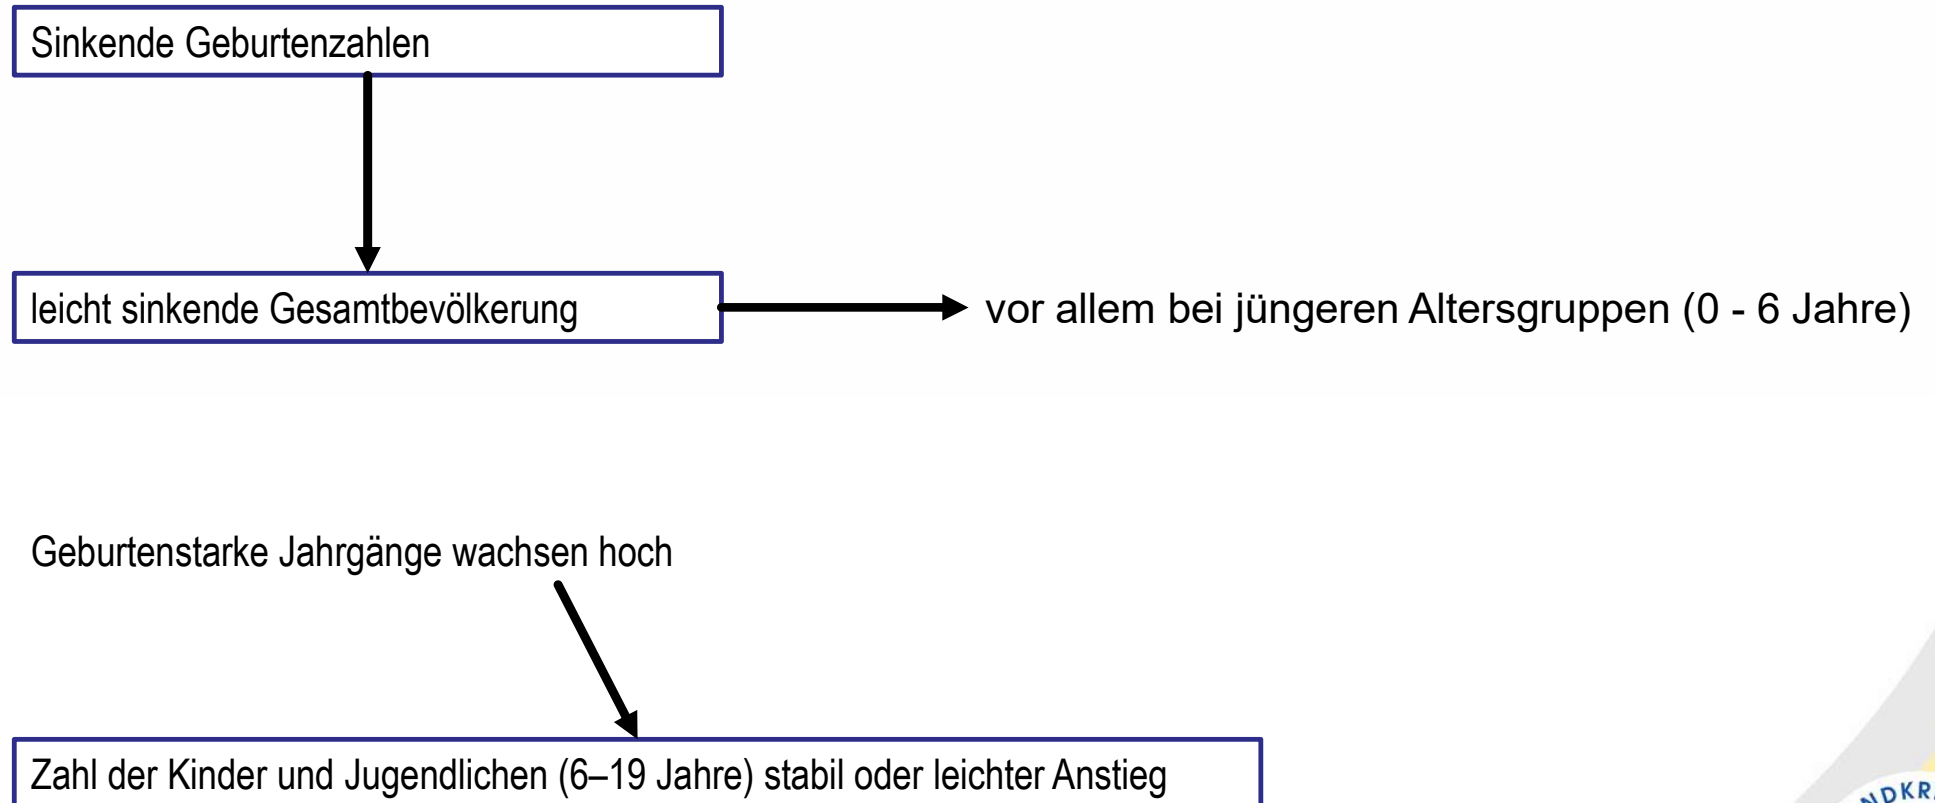 Sinkende Geburtenzahlen
leicht sinkende Gesamtbevölkerung
vor allem bei jüngeren Altersgruppen (0 - 6 Jahre)
Geburtenstarke Jahrgänge wachsen hoch
Zahl der Kinder und Jugendlichen (6–19 Jahre) stabil oder leichter Anstieg